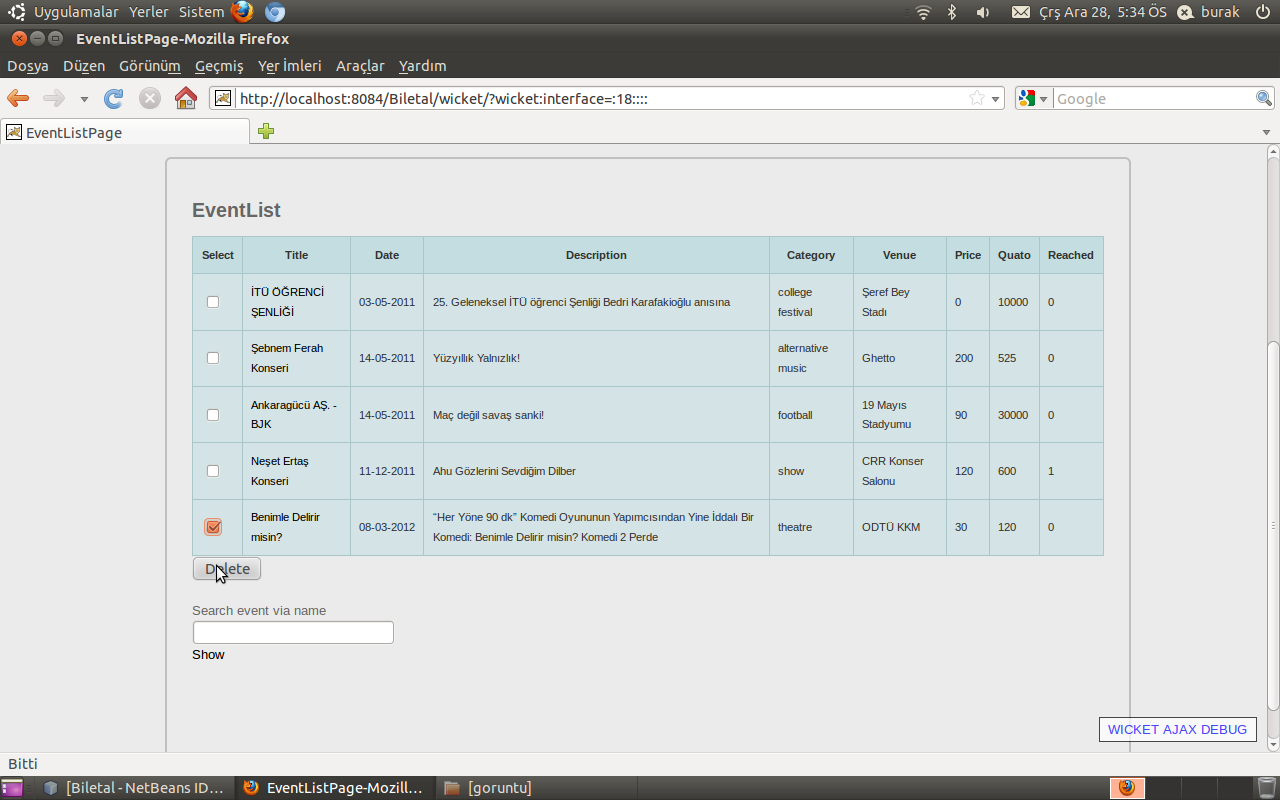 Uygulamalar Yerler Sistem Çrş Ara 28, 5:34 ÖS burak
EventListPage-Mozilla Firefox
Dosya Düzen Görünüm Geçmiş Yer İmleri Araçlar Yardım
http://localhost:8084/Biletal/wicket/?wicket:interface=:18:::: Google
EventListPage
EventList
Select Title Date Description Category Venue Price Quato Reached
İTÜ ÖĞRENCİ
ŞENLİĞİ
03-05-2011
25. Geleneksel İTÜ öğrenci Şenliği Bedri Karafakioğlu anısına
college
festival
Şeref Bey
Stadı
0
10000
0
Şebnem Ferah
Konseri
14-05-2011
Yüzyıllık Yalnızlık!
alternative
music
Ghetto
200
525
0
Ankaragücü AŞ. -
BJK
14-05-2011
Maç değil savaş sanki!
football
19 Mayıs
Stadyumu
90
30000
0
Neşet Ertaş
Konseri
11-12-2011
Ahu Gözlerini Sevdiğim Dilber
show
CRR Konser
Salonu
120
600
1
Benimle Delirir
misin?
08-03-2012
“Her Yöne 90 dk” Komedi Oyununun Yapımcısından Yine İddalı Bir
Komedi: Benimle Delirir misin? Komedi 2 Perde
theatre
ODTÜ KKM
30
120
0
Delete
Search event via name
Show
WICKET AJAX DEBUG
Bitti
[Biletal - NetBeans ID... EventListPage-Mozill... [goruntu]